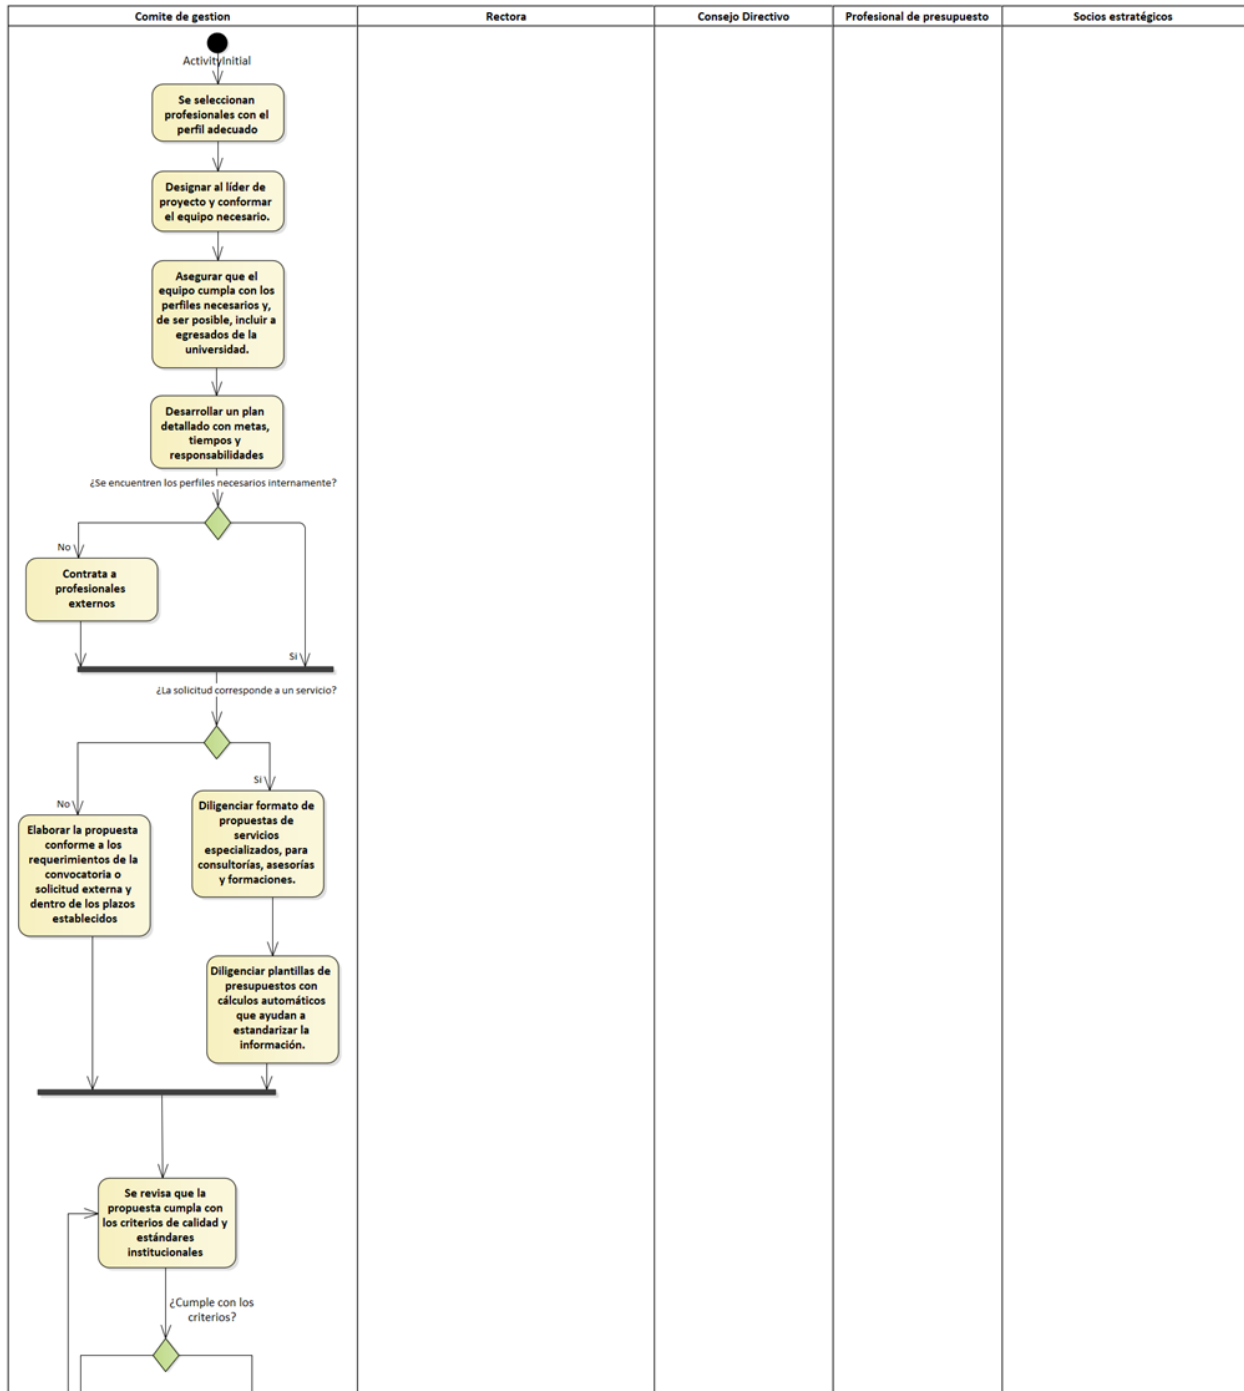 Comite de gestion
Rectora
Consejo Directivo
Profesional de presupuesto
Socios estratégicos
ActivityInitial
Se seleccionan
profesionales con el
perfil adecuado
Designar al líder de
proyecto y conformar
el equipo necesario.
Asegurar que el
equipo cumpla con los
perfiles necesarios y,
de ser posible, incluir a
egresados de la
universidad.
Desarrollar un plan
detallado con metas,
tiempos y
responsabilidades
¿Se encuentren los perfiles necesarios internamente?
No
Contrata a
profesionales
externos
Si
¿La solicitud corresponde a un servicio?
Si
No
Diligenciar formato de
propuestas de
servicios
especializados, para
consultorías, asesorías
y formaciones.
Elaborar la propuesta
conforme a los
requerimientos de la
convocatoria o
solicitud externa y
dentro de los plazos
establecidos
Diligenciar plantillas de
presupuestos con
cálculos automáticos
que ayudan a
estandarizar la
información.
Se revisa que la
propuesta cumpla con
los criterios de calidad y
estándares
institucionales
¿Cumple con los
criterios?